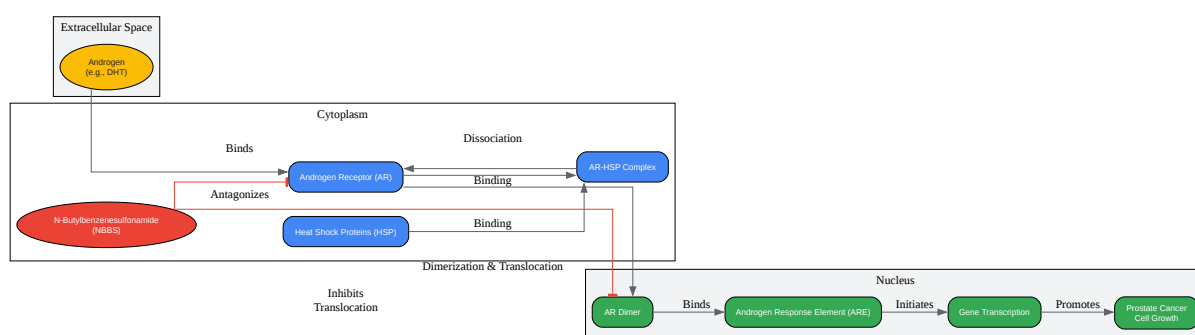 Extracellular Space
Androgen
(e.g., DHT)
Cytoplasm
Dissociation
Binds
AR-HSP Complex
Androgen Receptor (AR)
Binding
Antagonizes
N-Butylbenzenesulfonamide
(NBBS)
Heat Shock Proteins (HSP)
Binding
Dimerization & Translocation
Inhibits
Translocation
Nucleus
AR Dimer
Binds
Androgen Response Element (ARE)
Initiates
Gene Transcription
Promotes
Prostate Cancer
Cell Growth